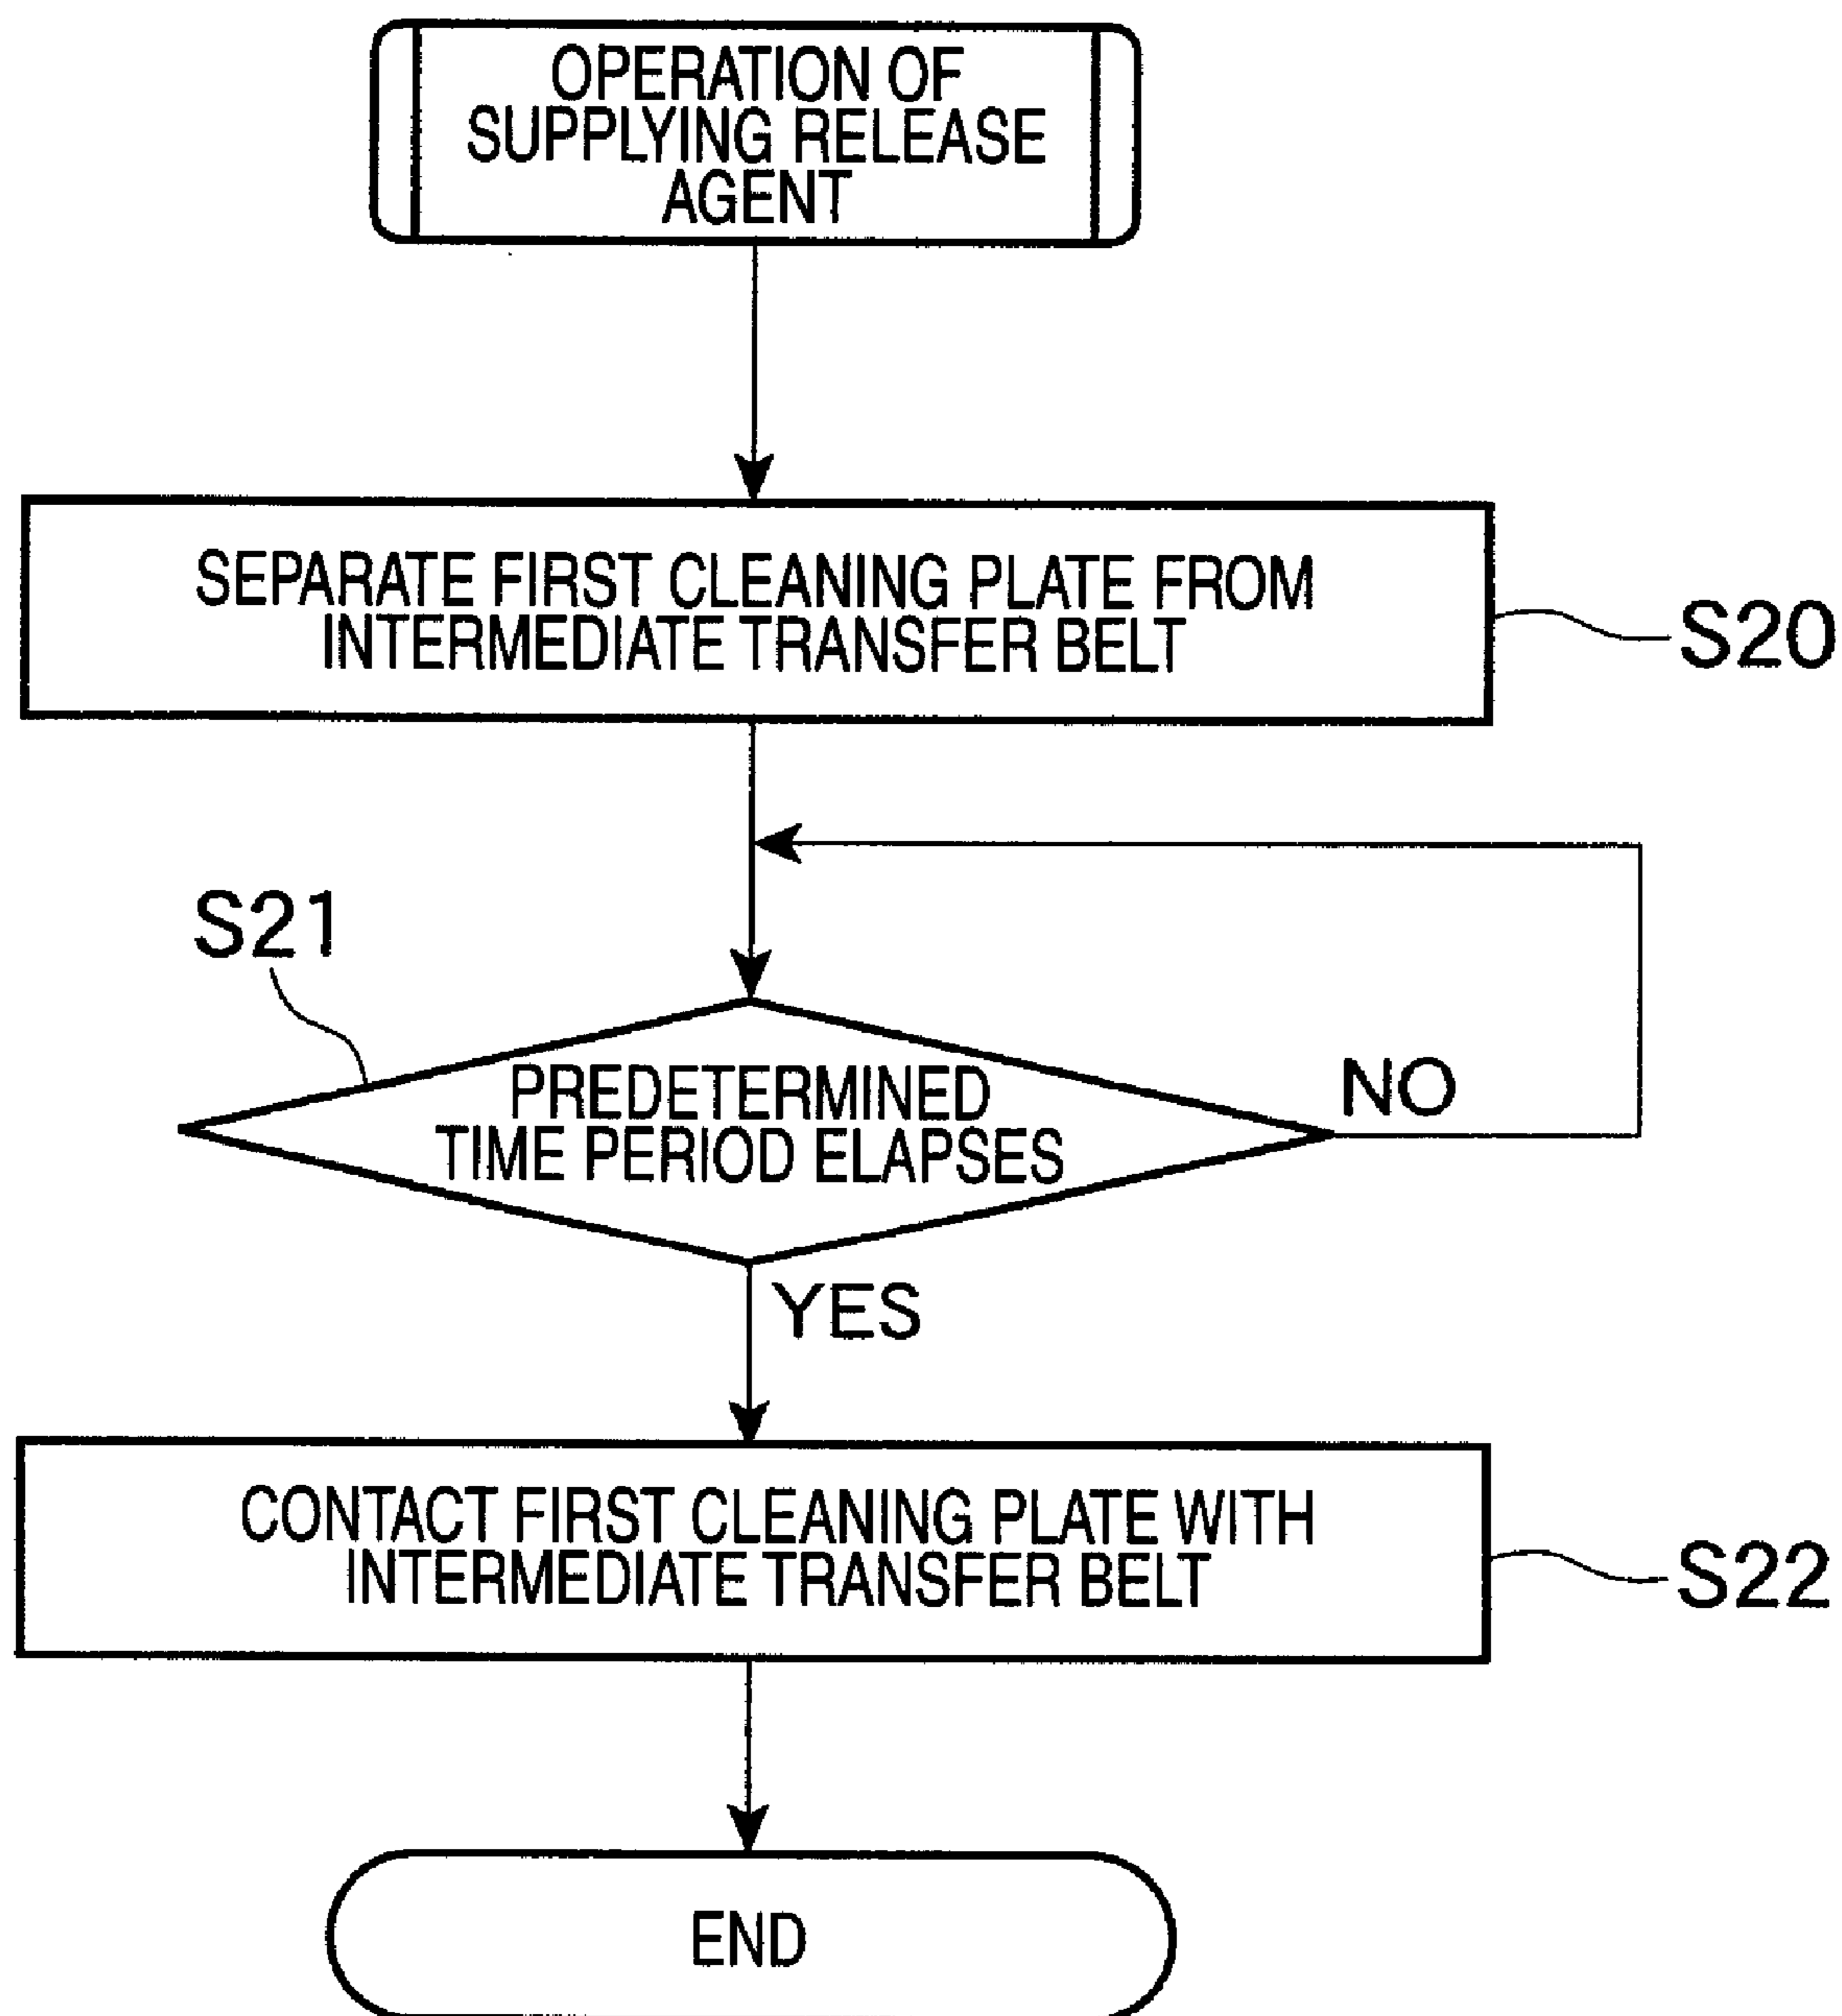 OPERATION OF
SUPPLYING RELEASE
AGENT
SEPARATE FIRST CLEANING PLATE FROM
INTERMEDIATE TRANSFER BELT
S20
S21
PREDETERMINED
TIME PERIOD ELAPSES
NO
YES
CONTACT FIRST CLEANING PLATE WITH
INTERMEDIATE TRANSFER BELT
S22
END